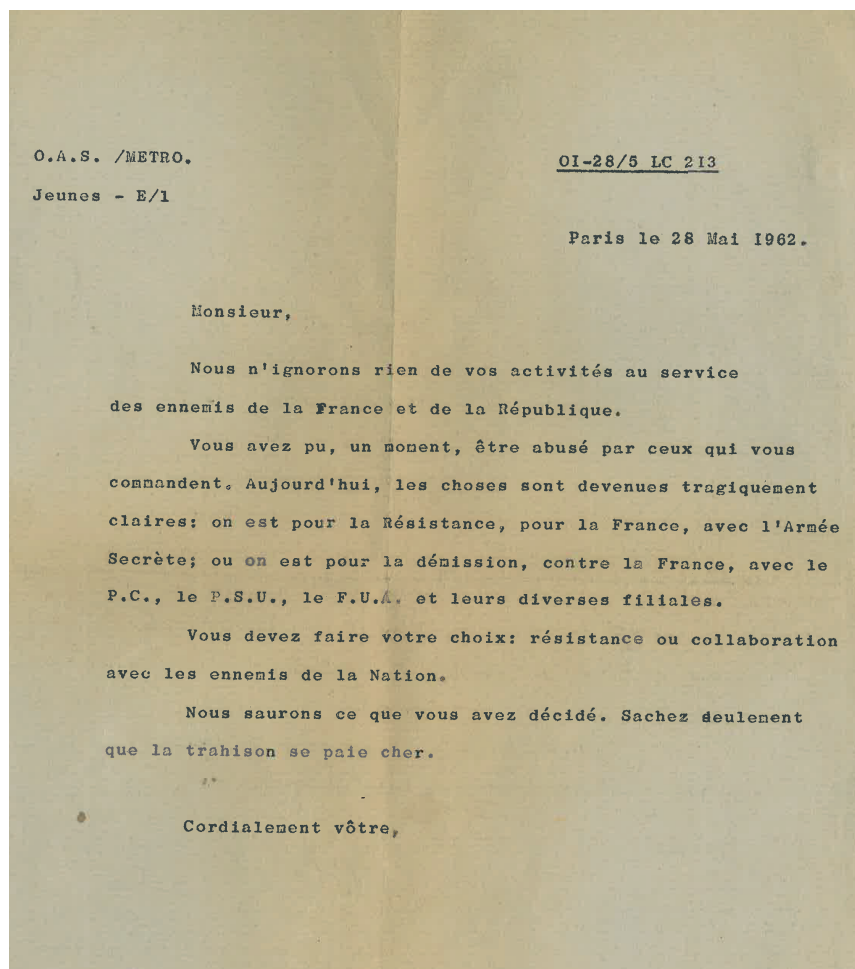 O.A.S. /METRO.
OI-28/5 LC 213
Jeunes - E/1
Paris le 28 Mai 1962.
Monsieur,
Nous n'ignorons rien de vos activités au service
des ennemis de la France et de la République.
Vous avez pu, un moment, être abusé par ceux qui vous
commandent. Aujourd'hui, les choses sont devenues tragiquement
claires: on est pour la Résistance, pour la France, avec l'Armée
Secrète; ou on est pour la démission, contre la France, avec le
P.C., le P.S.U., le F.U.A. et leurs diverses filiales.
Vous devez faire votre choix: résistance ou collaboration
avec les ennemis de la Nation.
Nous saurons ce que vous avez décidé. Sachez deulement
que la trahison se paie cher.
Cordialement vôtre,